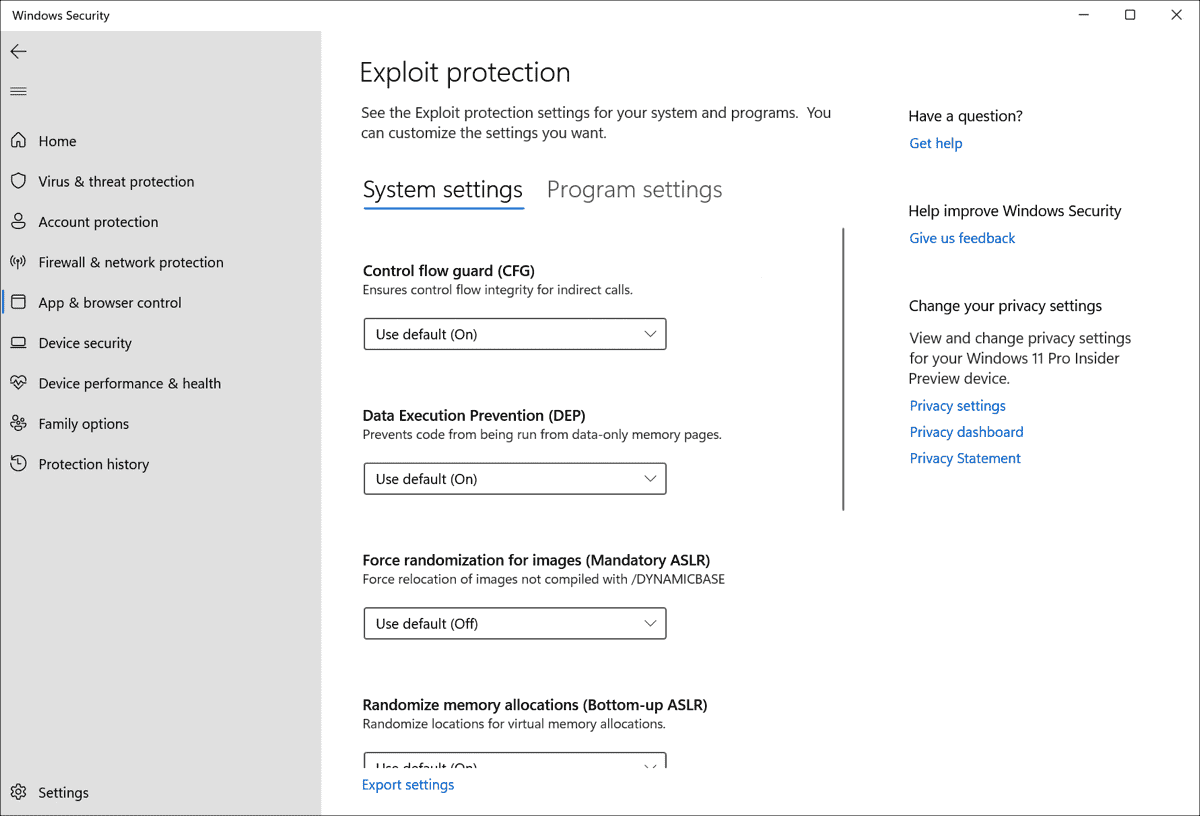 Windows Security
Home
Virus & threat protection
Account protection
Firewall & network protection
App & browser control
Device security
Device performance & health
Family options
Protection history
Settings
Exploit protection
See the Exploit protection settings for your system and programs.  You
can customize the settings you want.
System settings
Program settings
Control flow guard (CFG)
Ensures control flow integrity for indirect calls.
Use default (On)
Data Execution Prevention (DEP)
Prevents code from being run from data-only memory pages.
Use default (On)
Force randomization for images (Mandatory ASLR)
Force relocation of images not compiled with /DYNAMICBASE
Use default (Off)
Randomize memory allocations (Bottom-up ASLR)
Randomize locations for virtual memory allocations.
Use default (On)
Export settings
Have a question?
Get help
Help improve Windows Security
Give us feedback
Change your privacy settings
View and change privacy settings
for your Windows 11 Pro Insider
Preview device.
Privacy settings
Privacy dashboard
Privacy Statement